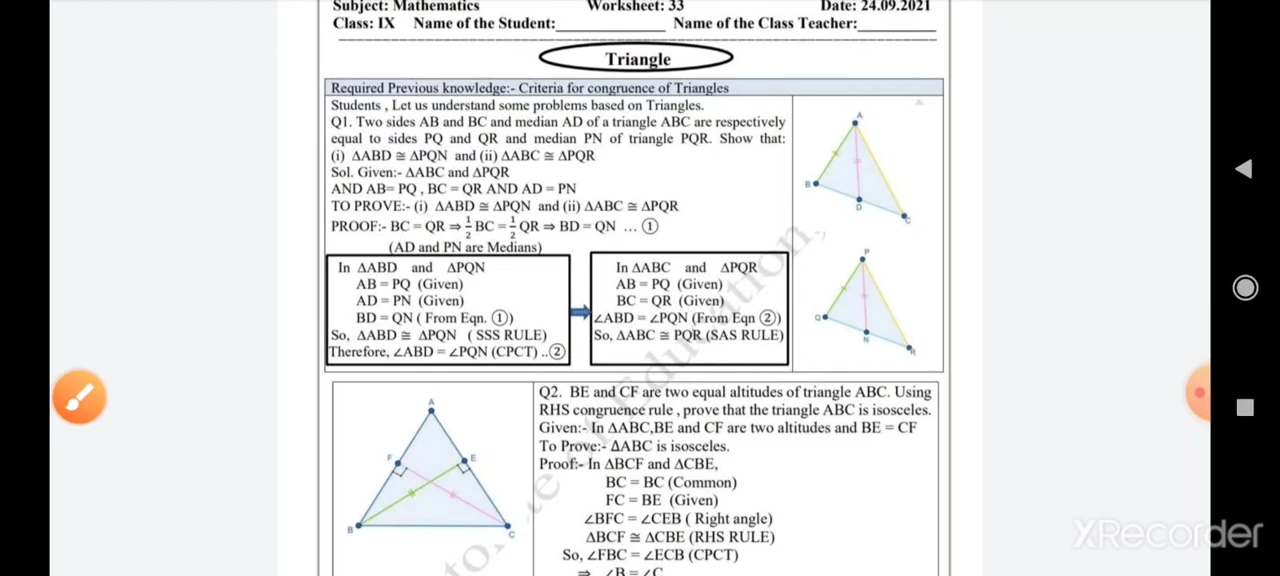 Subject: Mathematics Worksheet: 33 Date: 24.09.2021
Class: IX Name of the Student:__________ Name of the Class Teacher:__________
Triangle
Required Previous knowledge:- Criteria for congruence of Triangles
Students , Let us understand some problems based on Triangles.
Q1. Two sides AB and BC and median AD of a triangle ABC are respectively
equal to sides PQ and QR and median PN of triangle PQR. Show that:
(i) ΔABD ≅ ΔPQN and (ii) ΔABC ≅ ΔPQR
Sol. Given:- ΔABC and ΔPQR
AND AB= PQ , BC = QR AND AD = PN
TO PROVE:- (i) ΔABD ≅ ΔPQN and (ii) ΔABC ≅ ΔPQR
PROOF:- BC = QR ⇒ 1/2 BC = 1/2 QR ⇒ BD = QN … ①
(AD and PN are Medians)
In ΔABD and ΔPQN
AB = PQ (Given)
AD = PN (Given)
BD = QN ( From Eqn. ①)
So, ΔABD ≅ ΔPQN ( SSS RULE)
Therefore, ∠ABD = ∠PQN (CPCT) ..②
In ΔABC and ΔPQR
AB = PQ (Given)
BC = QR (Given)
∠ABD = ∠PQN (From Eqn ②)
So, ΔABC ≅ PQR (SAS RULE)
A
B
D
C
P
Q
N
R
A
F
E
B
C
Q2. BE and CF are two equal altitudes of triangle ABC. Using
RHS congruence rule , prove that the triangle ABC is isosceles.
Given:- In ΔABC,BE and CF are two altitudes and BE = CF
To Prove:- ΔABC is isosceles.
Proof:- In ΔBCF and ΔCBE,
BC = BC (Common)
FC = BE (Given)
∠BFC = ∠CEB ( Right angle)
ΔBCF ≅ ΔCBE (RHS RULE)
So, ∠FBC = ∠ECB (CPCT)
⇒ ∠B = ∠C
of Education,
XRecorder